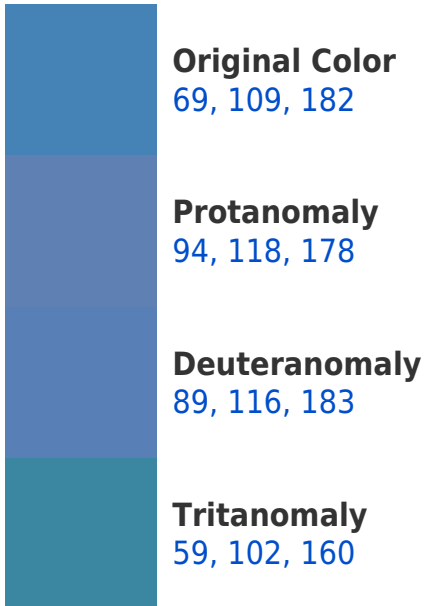 Original Color
69, 109, 182
Protanomaly
94, 118, 178
Deuteranomaly
89, 116, 183
Tritanomaly
59, 102, 160